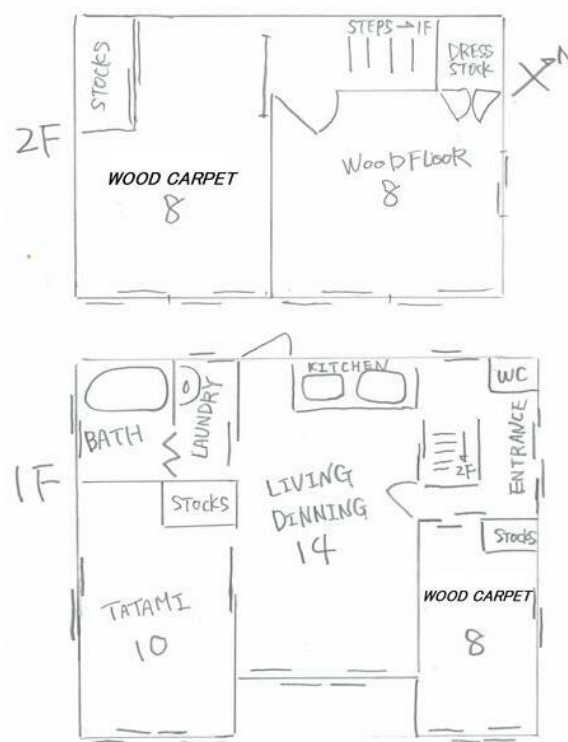 STEPS→1F
DRESS
STOCK
N
STOCKS
2F
WOOD CARPET
8
WOODFLOOR
8
KITCHEN
WC
BATH
LAUNDRY
ENTRANCE
2F
1F
STOCKS
LIVING
DINNING
14
STOCKS
TATAMI
10
WOOD CARPET
8